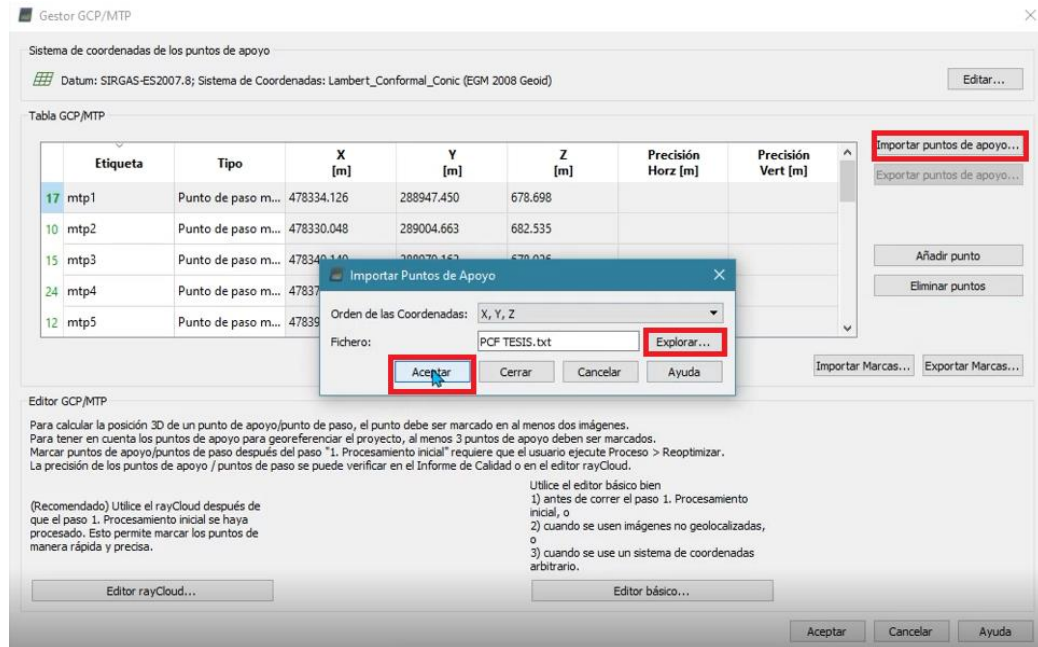 Gestor GCP/MTP
Sistema de coordenadas de los puntos de apoyo
Datum: SIRGAS-ES2007.8; Sistema de Coordenadas: Lambert_Conformal_Conic (EGM 2008 Geoid)
Editar...
Tabla GCP/MTP
Etiqueta Tipo X [m] Y [m] Z [m] Precisión Horz [m] Precisión Vert [m]
17 mtp1 Punto de paso m... 478334.126 288947.450 678.698
10 mtp2 Punto de paso m... 478330.048 289004.663 682.535
15 mtp3 Punto de paso m...
24 mtp4 Punto de paso m... 4783
12 mtp5 Punto de paso m... 47839
Importar puntos de apoyo...
Exportar puntos de apoyo...
Añadir punto
Eliminar puntos
Importar Puntos de Apoyo
Orden de las Coordenadas: X, Y, Z
Fichero: PCF TESIS.txt Explorar...
Aceptar Cerrar Cancelar Ayuda
Importar Marcas... Exportar Marcas...
Editor GCP/MTP
Para calcular la posición 3D de un punto de apoyo/punto de paso, el punto debe ser marcado en al menos dos imágenes.
Para tener en cuenta los puntos de apoyo para georeferenciar el proyecto, al menos 3 puntos de apoyo deben ser marcados.
Marcar puntos de apoyo/puntos de paso después del paso "1. Procesamiento inicial" requiere que el usuario ejecute Proceso > Reoptimizar.
La precisión de los puntos de apoyo / puntos de paso se puede verificar en el Informe de Calidad o en el editor rayCloud.
(Recomendado) Utilice el rayCloud después de
que el paso 1. Procesamiento inicial se haya
procesado. Esto permite marcar los puntos de
manera rápida y precisa.
Editor rayCloud...
Utilice el editor básico bien
1) antes de correr el paso 1. Procesamiento
inicial, o
2) cuando se usen imágenes no geolocalizadas,
o
3) cuando se use un sistema de coordenadas
arbitrario.
Editor básico...
Aceptar Cancelar Ayuda